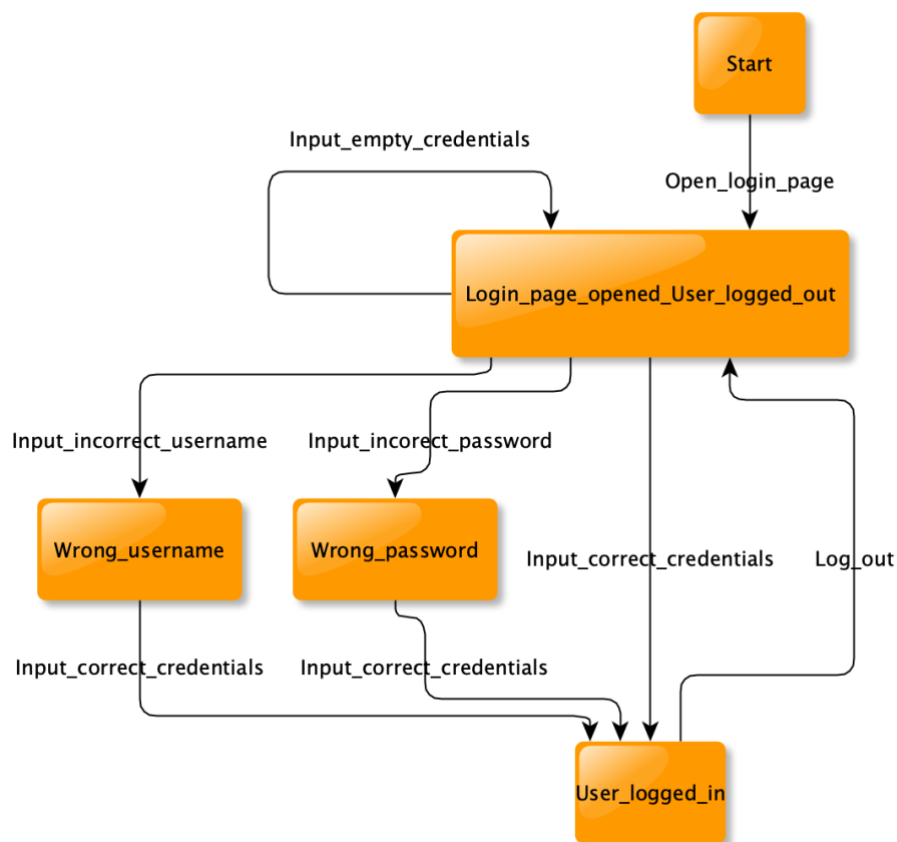 Start
Input_empty_credentials
Open_login_page
Login_page_opened_User_logged_out
Input_incorrect_username
Input_incorect_password
Wrong_username
Wrong_password
Input_correct_credentials
Log_out
Input_correct_credentials
Input_correct_credentials
User_logged_in